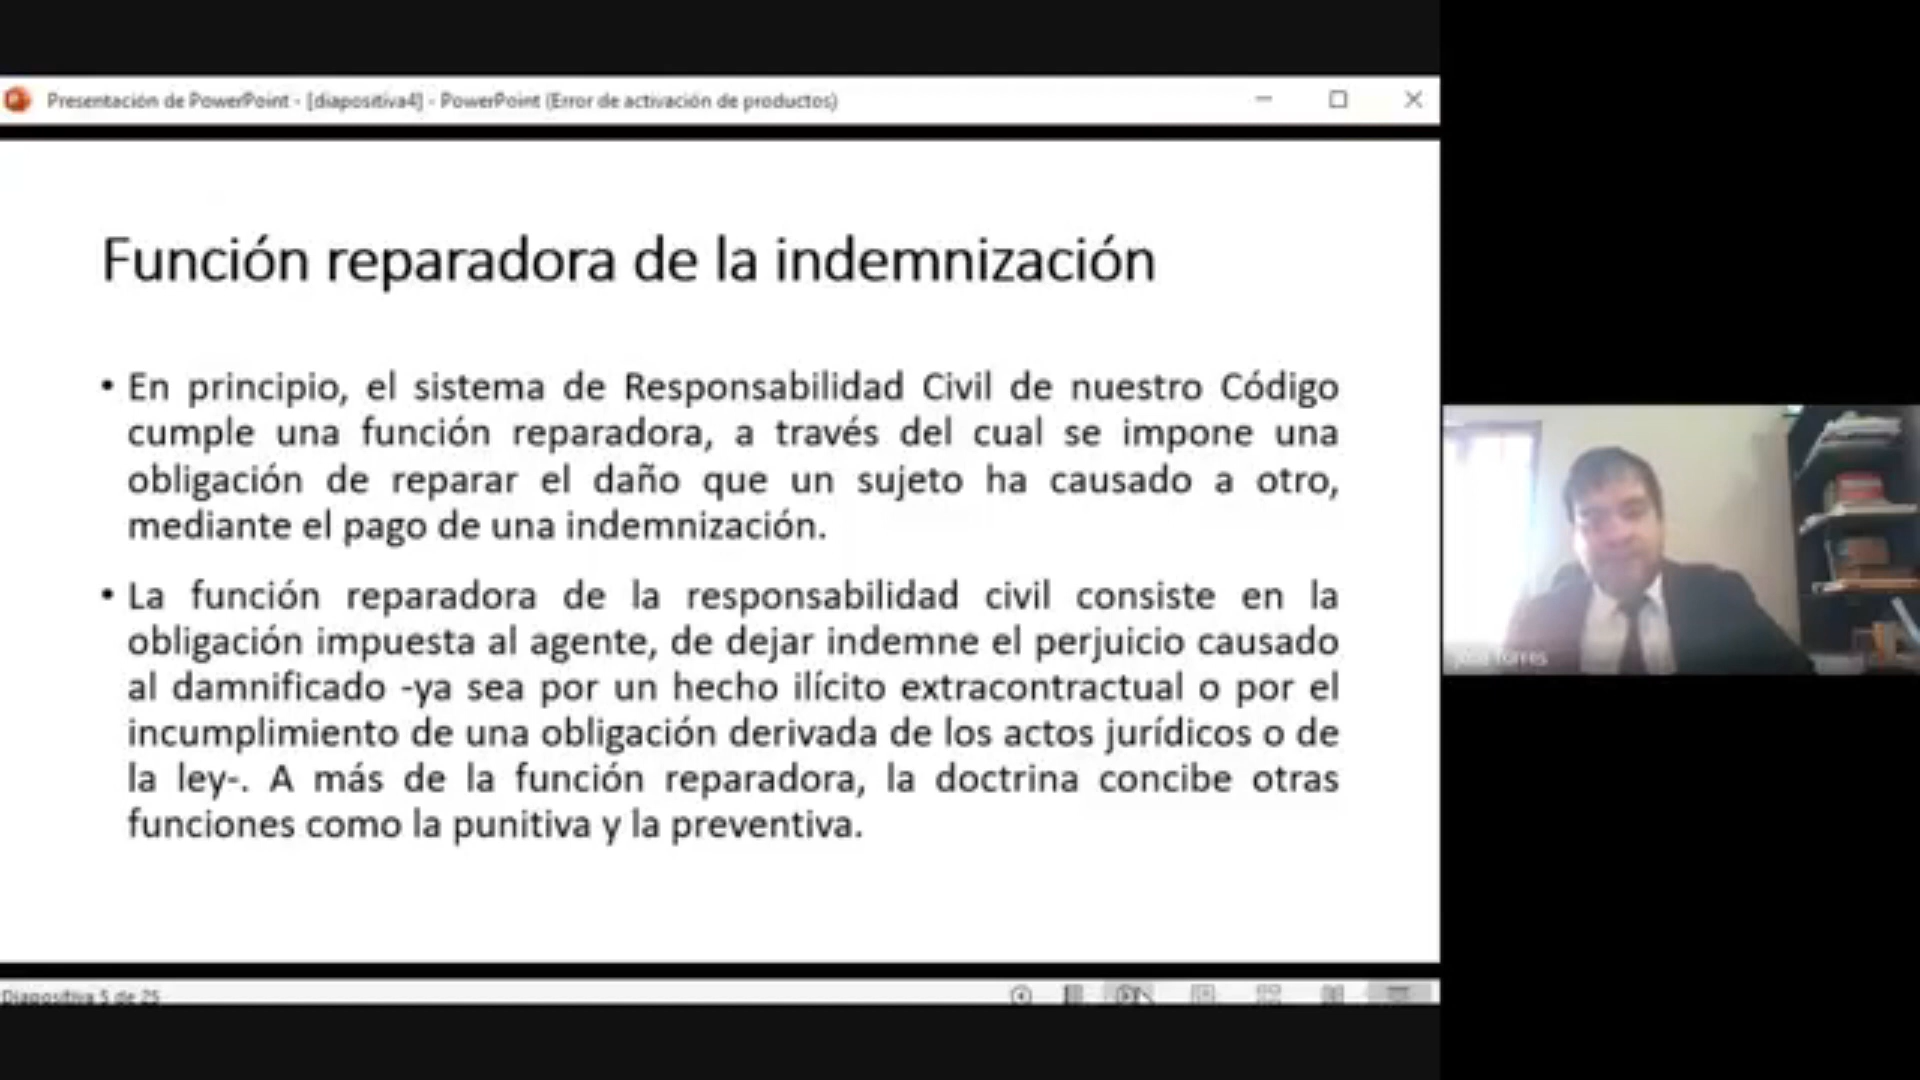 Presentación de PowerPoint - [diapositiva4] - PowerPoint (Error de activación de productos)
Función reparadora de la indemnización
• En principio, el sistema de Responsabilidad Civil de nuestro Código
cumple una función reparadora, a través del cual se impone una
obligación de reparar el daño que un sujeto ha causado a otro,
mediante el pago de una indemnización.
• La función reparadora de la responsabilidad civil consiste en la
obligación impuesta al agente, de dejar indemne el perjuicio causado
al damnificado -ya sea por un hecho ilícito extracontractual o por el
incumplimiento de una obligación derivada de los actos jurídicos o de
la ley-. A más de la función reparadora, la doctrina concibe otras
funciones como la punitiva y la preventiva.
Torres
Diapositiva 5 de 25